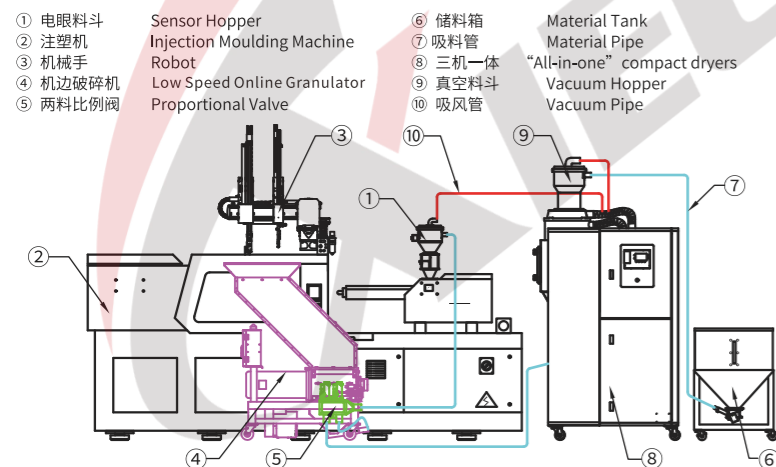 ① 电眼料斗 Sensor Hopper
② 注塑机 Injection Moulding Machine
③ 机械手 Robot
④ 机边破碎机 Low Speed Online Granulator
⑤ 两料比例阀 Proportional Valve
⑥ 储料箱 Material Tank
⑦ 吸料管 Material Pipe
⑧ 三机一体 “All-in-one” compact dryers
⑨ 真空料斗 Vacuum Hopper
⑩ 吸风管 Vacuum Pipe
③
⑩
⑨
⑦
①
②
④
⑤
⑧
⑥